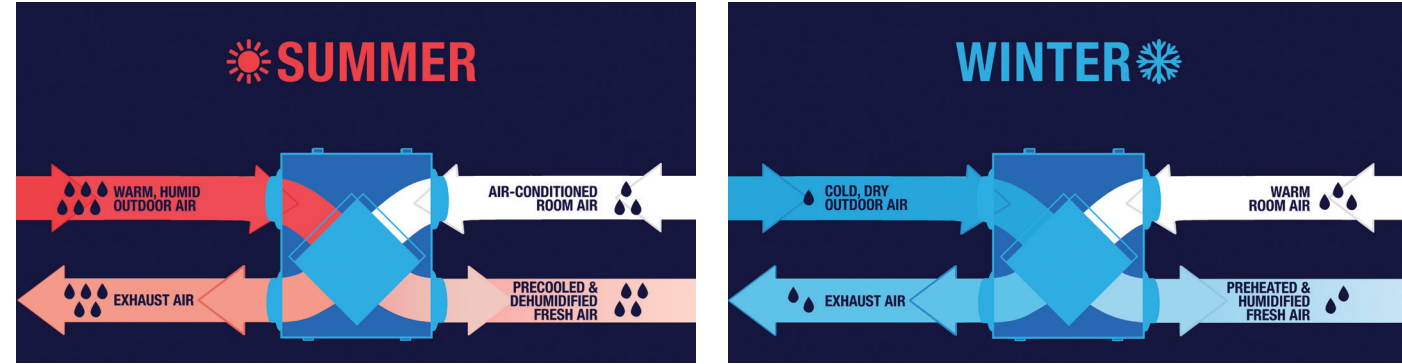 SUMMER
WARM, HUMID
OUTDOOR AIR
AIR-CONDITIONED
ROOM AIR
EXHAUST AIR
PRECOOLED &
DEHUMIDIFIED
FRESH AIR
WINTER
COLD, DRY
OUTDOOR AIR
WARM
ROOM AIR
EXHAUST AIR
PREHEATED &
HUMIDIFIED
FRESH AIR